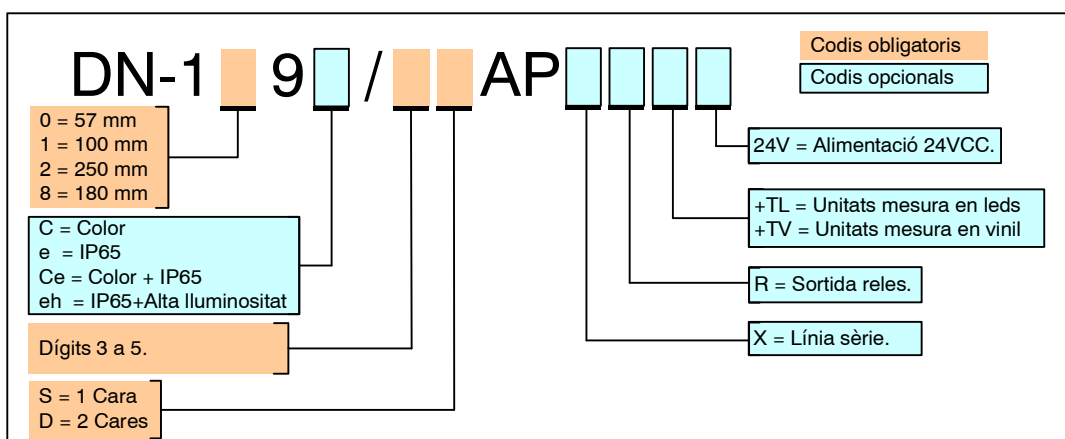 DN-1 9 / AP
Codis obligatoris
Codis opcionals
0 = 57 mm
1 = 100 mm
2 = 250 mm
8 = 180 mm
24V = Alimentació 24VCC.
C = Color
e = IP65
Ce = Color + IP65
eh = IP65+Alta lluminositat
+TL = Unitats mesura en leds
+TV = Unitats mesura en vinil
R = Sortida reles.
Dígits 3 a 5.
X = Línia sèrie.
S = 1 Cara
D = 2 Cares